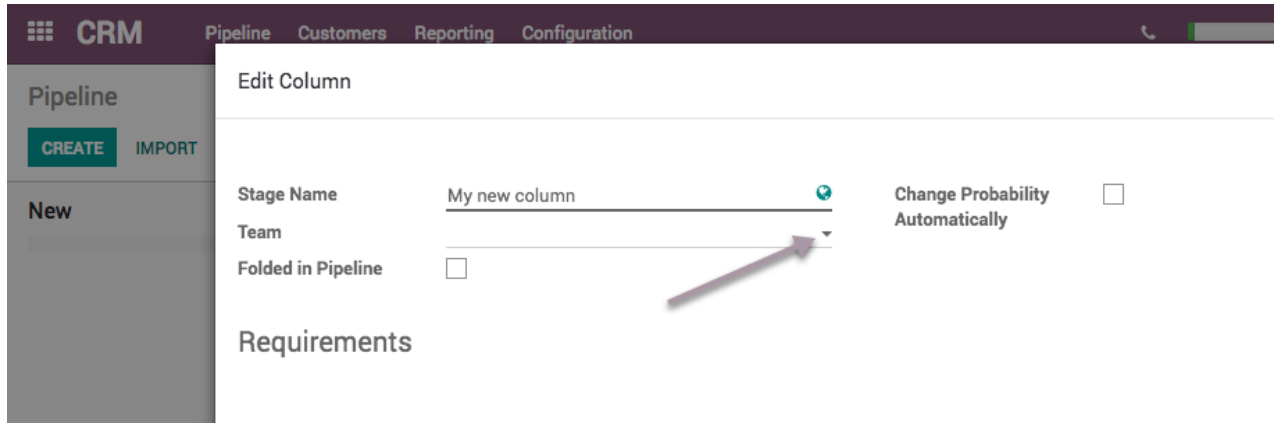 CRM Pipeline Customers Reporting Configuration
Pipeline
CREATE IMPORT
New
Edit Column
Stage Name My new column
Change Probability
Automatically
Team
Folded in Pipeline
Requirements